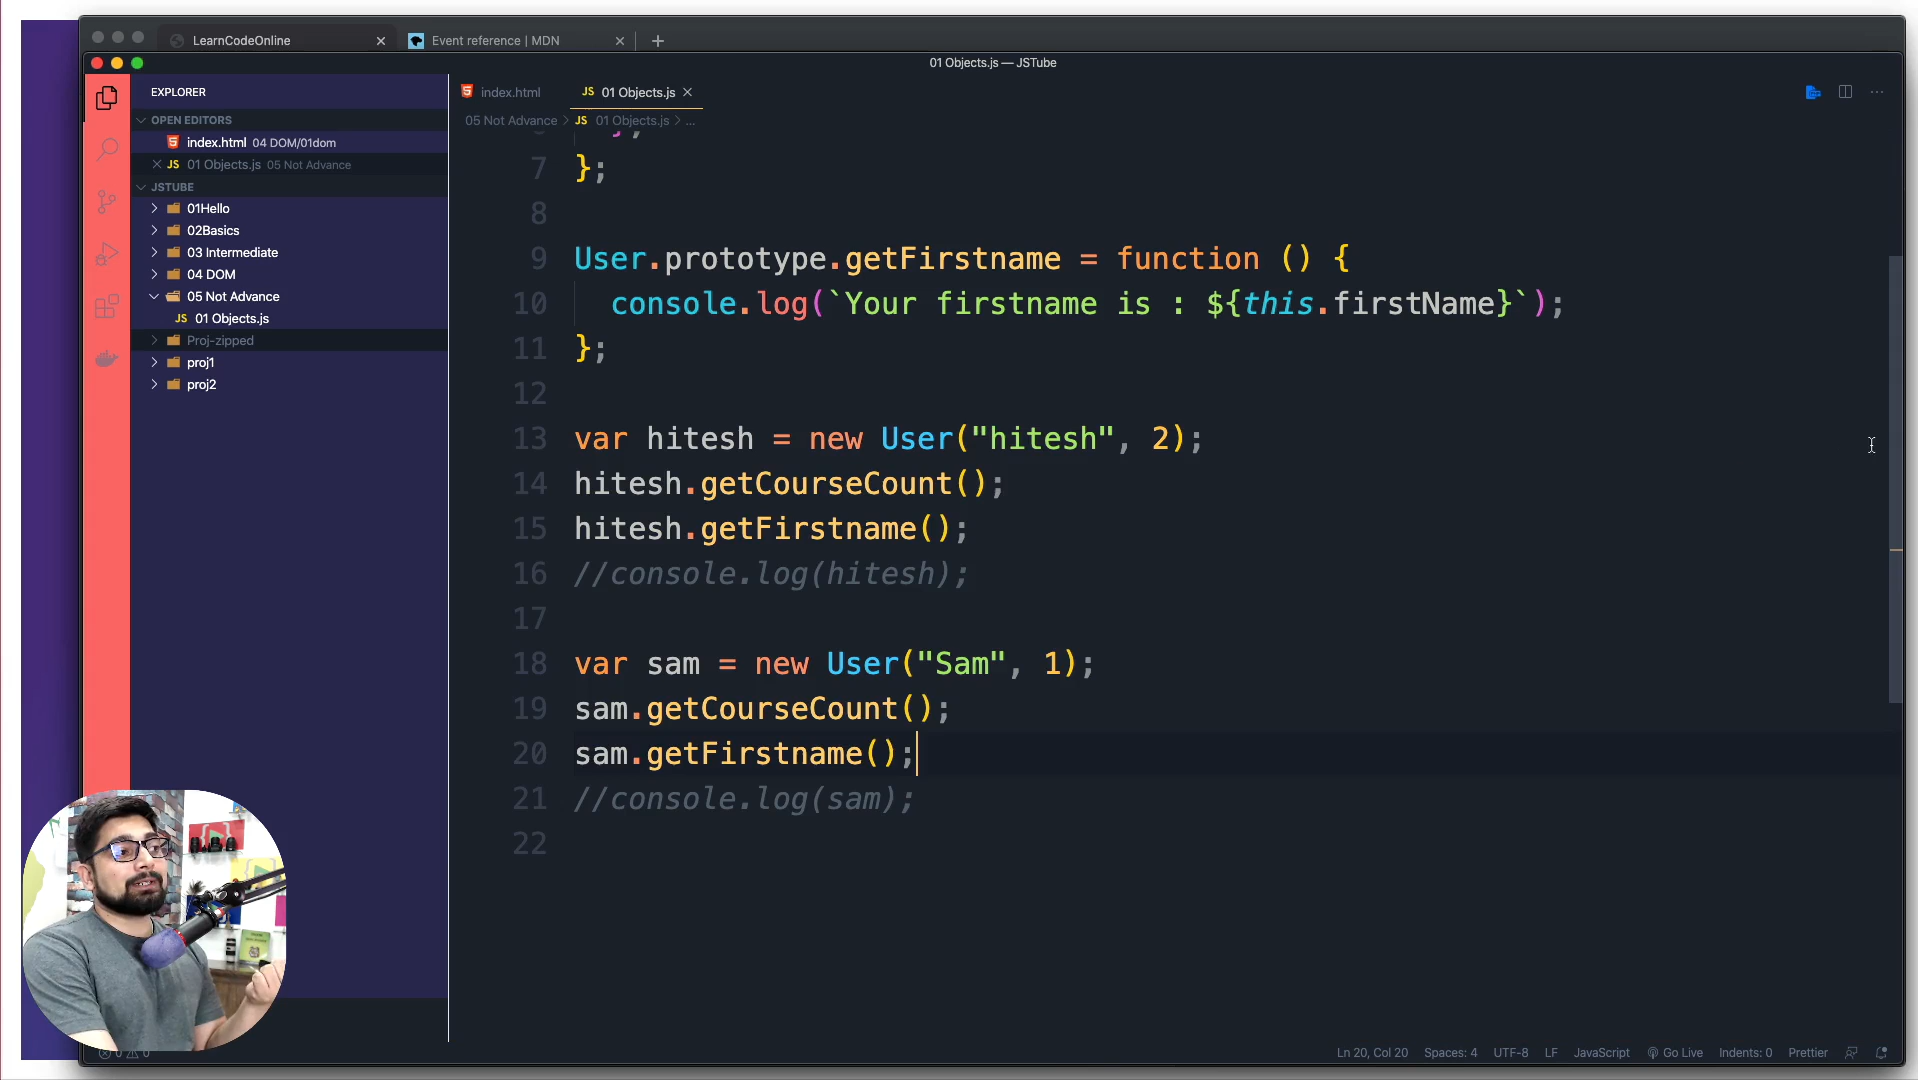 LearnCodeOnline
Event reference | MDN
01 Objects.js — JSTube
EXPLORER
OPEN EDITORS
index.html 04 DOM/01dom
JS 01 Objects.js 05 Not Advance
JSTUBE
01Hello
02Basics
03 Intermediate
04 DOM
05 Not Advance
JS 01 Objects.js
Proj-zipped
proj1
proj2
index.html
JS 01 Objects.js
05 Not Advance > JS 01 Objects.js > ...
7 };
8
9 User.prototype.getFirstname = function () {
10 console.log(`Your firstname is : ${this.firstName}`);
11 };
12
13 var hitesh = new User("hitesh", 2);
14 hitesh.getCourseCount();
15 hitesh.getFirstname();
16 //console.log(hitesh);
17
18 var sam = new User("Sam", 1);
19 sam.getCourseCount();
20 sam.getFirstname();
21 //console.log(sam);
22
0 0 Ln 20, Col 20 Spaces: 4 UTF-8 LF JavaScript Go Live Indents: 0 Prettier